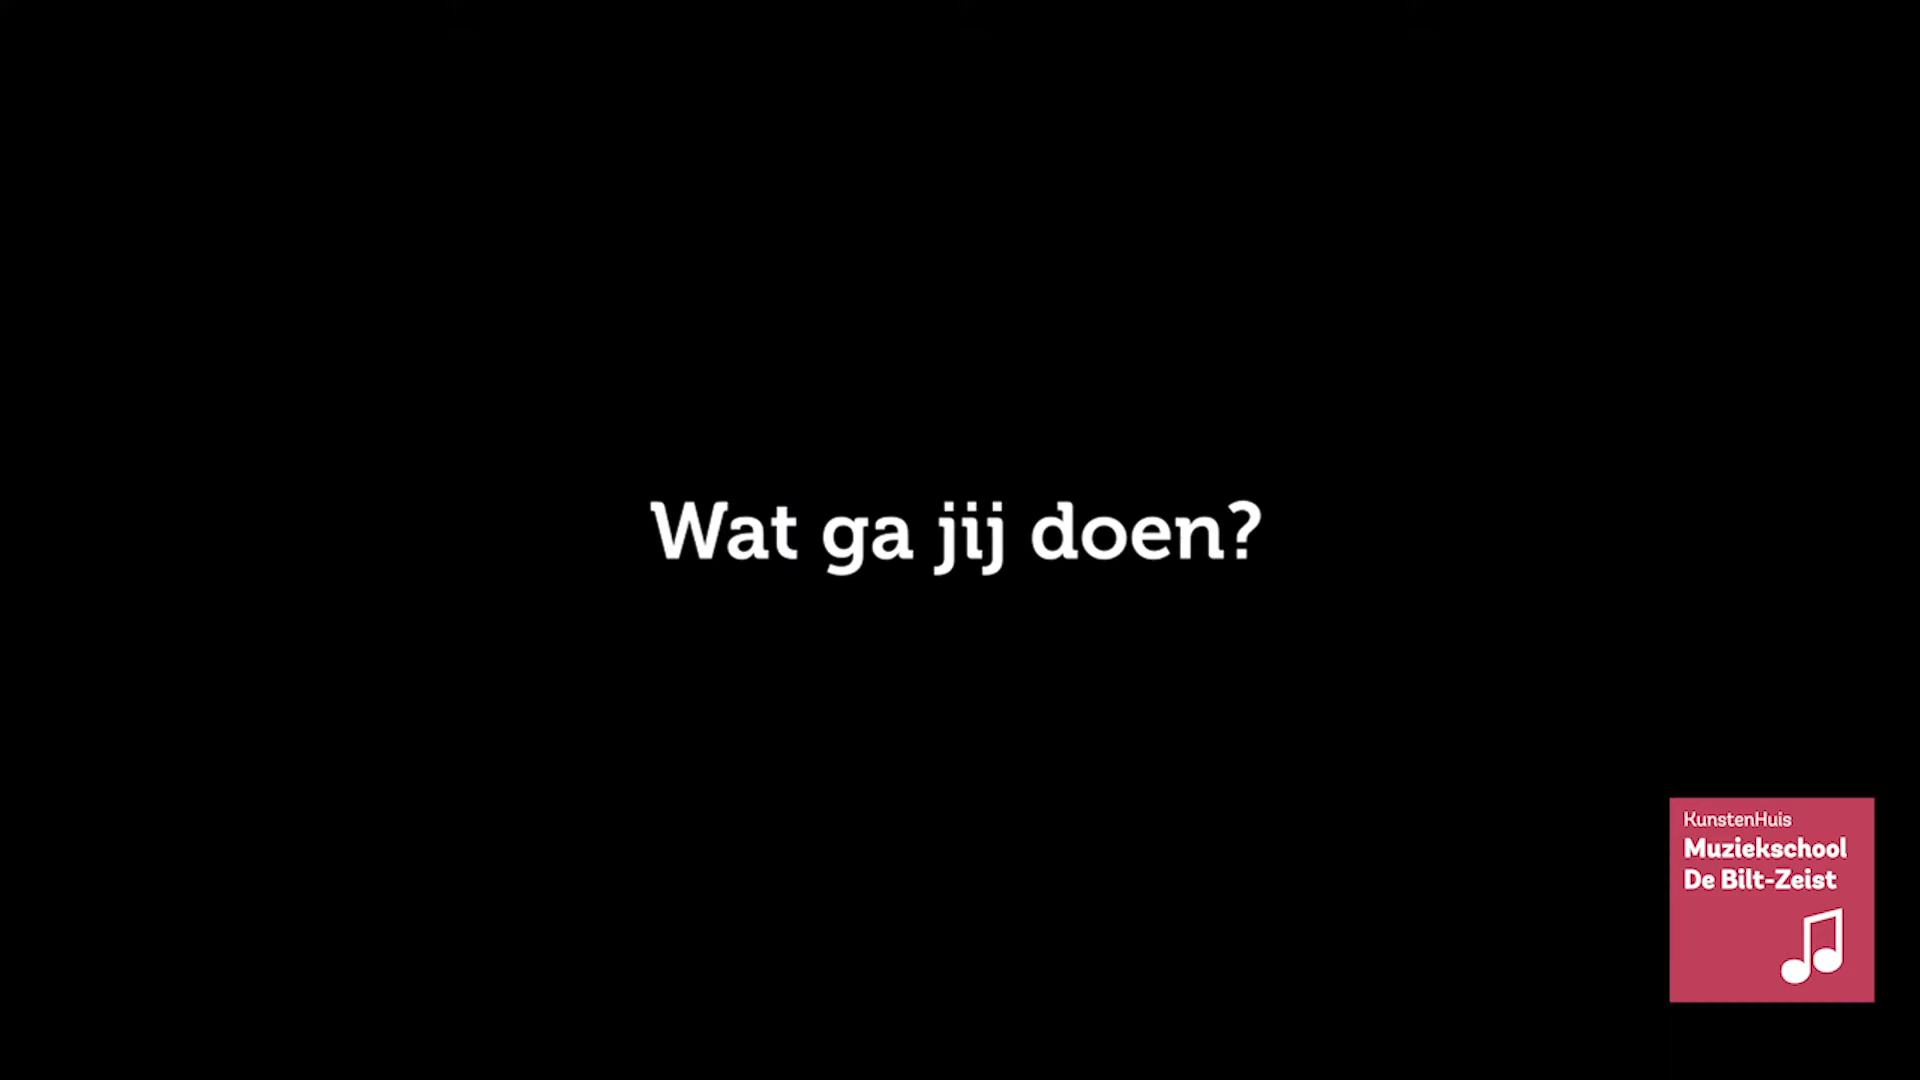 Wat ga jij doen?
KunstenHuis
Muziekschool
De Bilt-Zeist